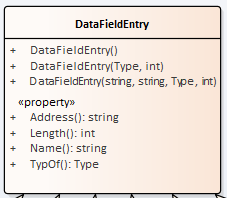 DataFieldEntry
+ DataFieldEntry()
+ DataFieldEntry(Type, int)
+ DataFieldEntry(string, string, Type, int)
«property»
+ Address(): string
+ Length(): int
+ Name(): string
+ TypOf(): Type